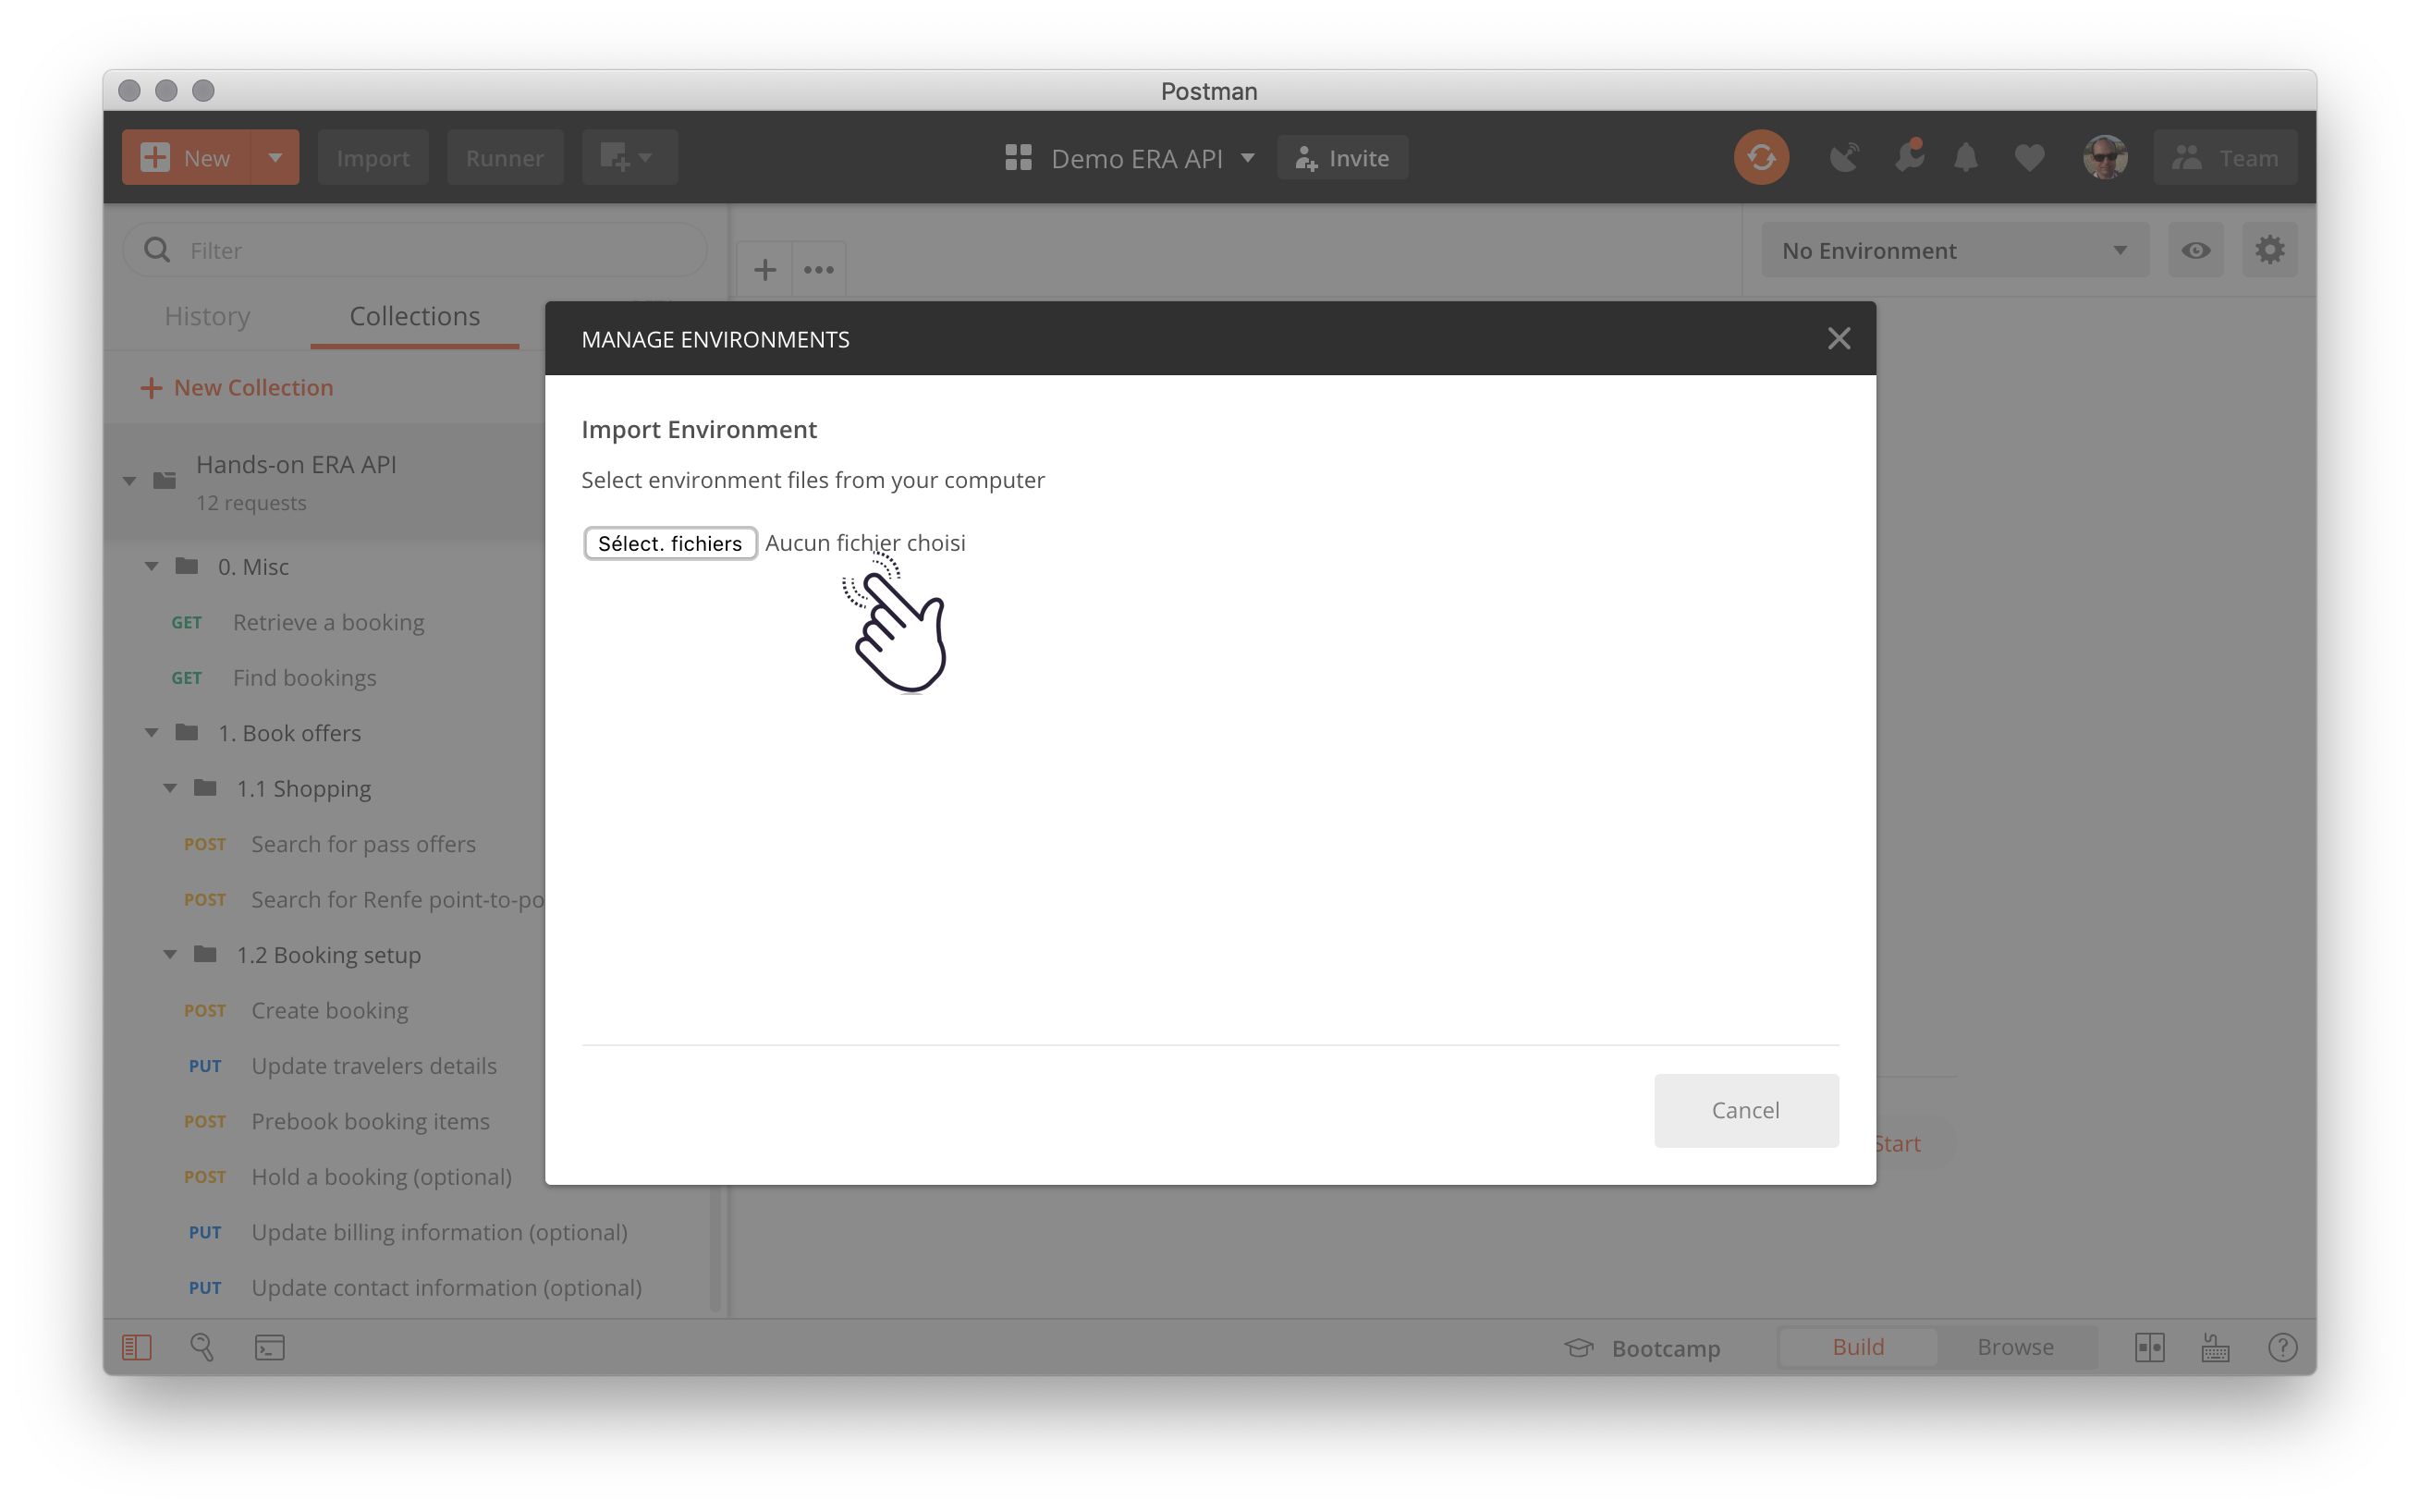 Postman
New
Import
Runner
Demo ERA API
Invite
Team
Filter
No Environment
History
Collections
New Collection
Hands-on ERA API
12 requests
0. Misc
GET Retrieve a booking
GET Find bookings
1. Book offers
1.1 Shopping
POST Search for pass offers
POST Search for Renfe point-to-po
1.2 Booking setup
POST Create booking
PUT Update travelers details
POST Prebook booking items
POST Hold a booking (optional)
PUT Update billing information (optional)
PUT Update contact information (optional)
MANAGE ENVIRONMENTS
Import Environment
Select environment files from your computer
Sélect. fichiers Aucun fichier choisi
Cancel
Start
Bootcamp
Build
Browse